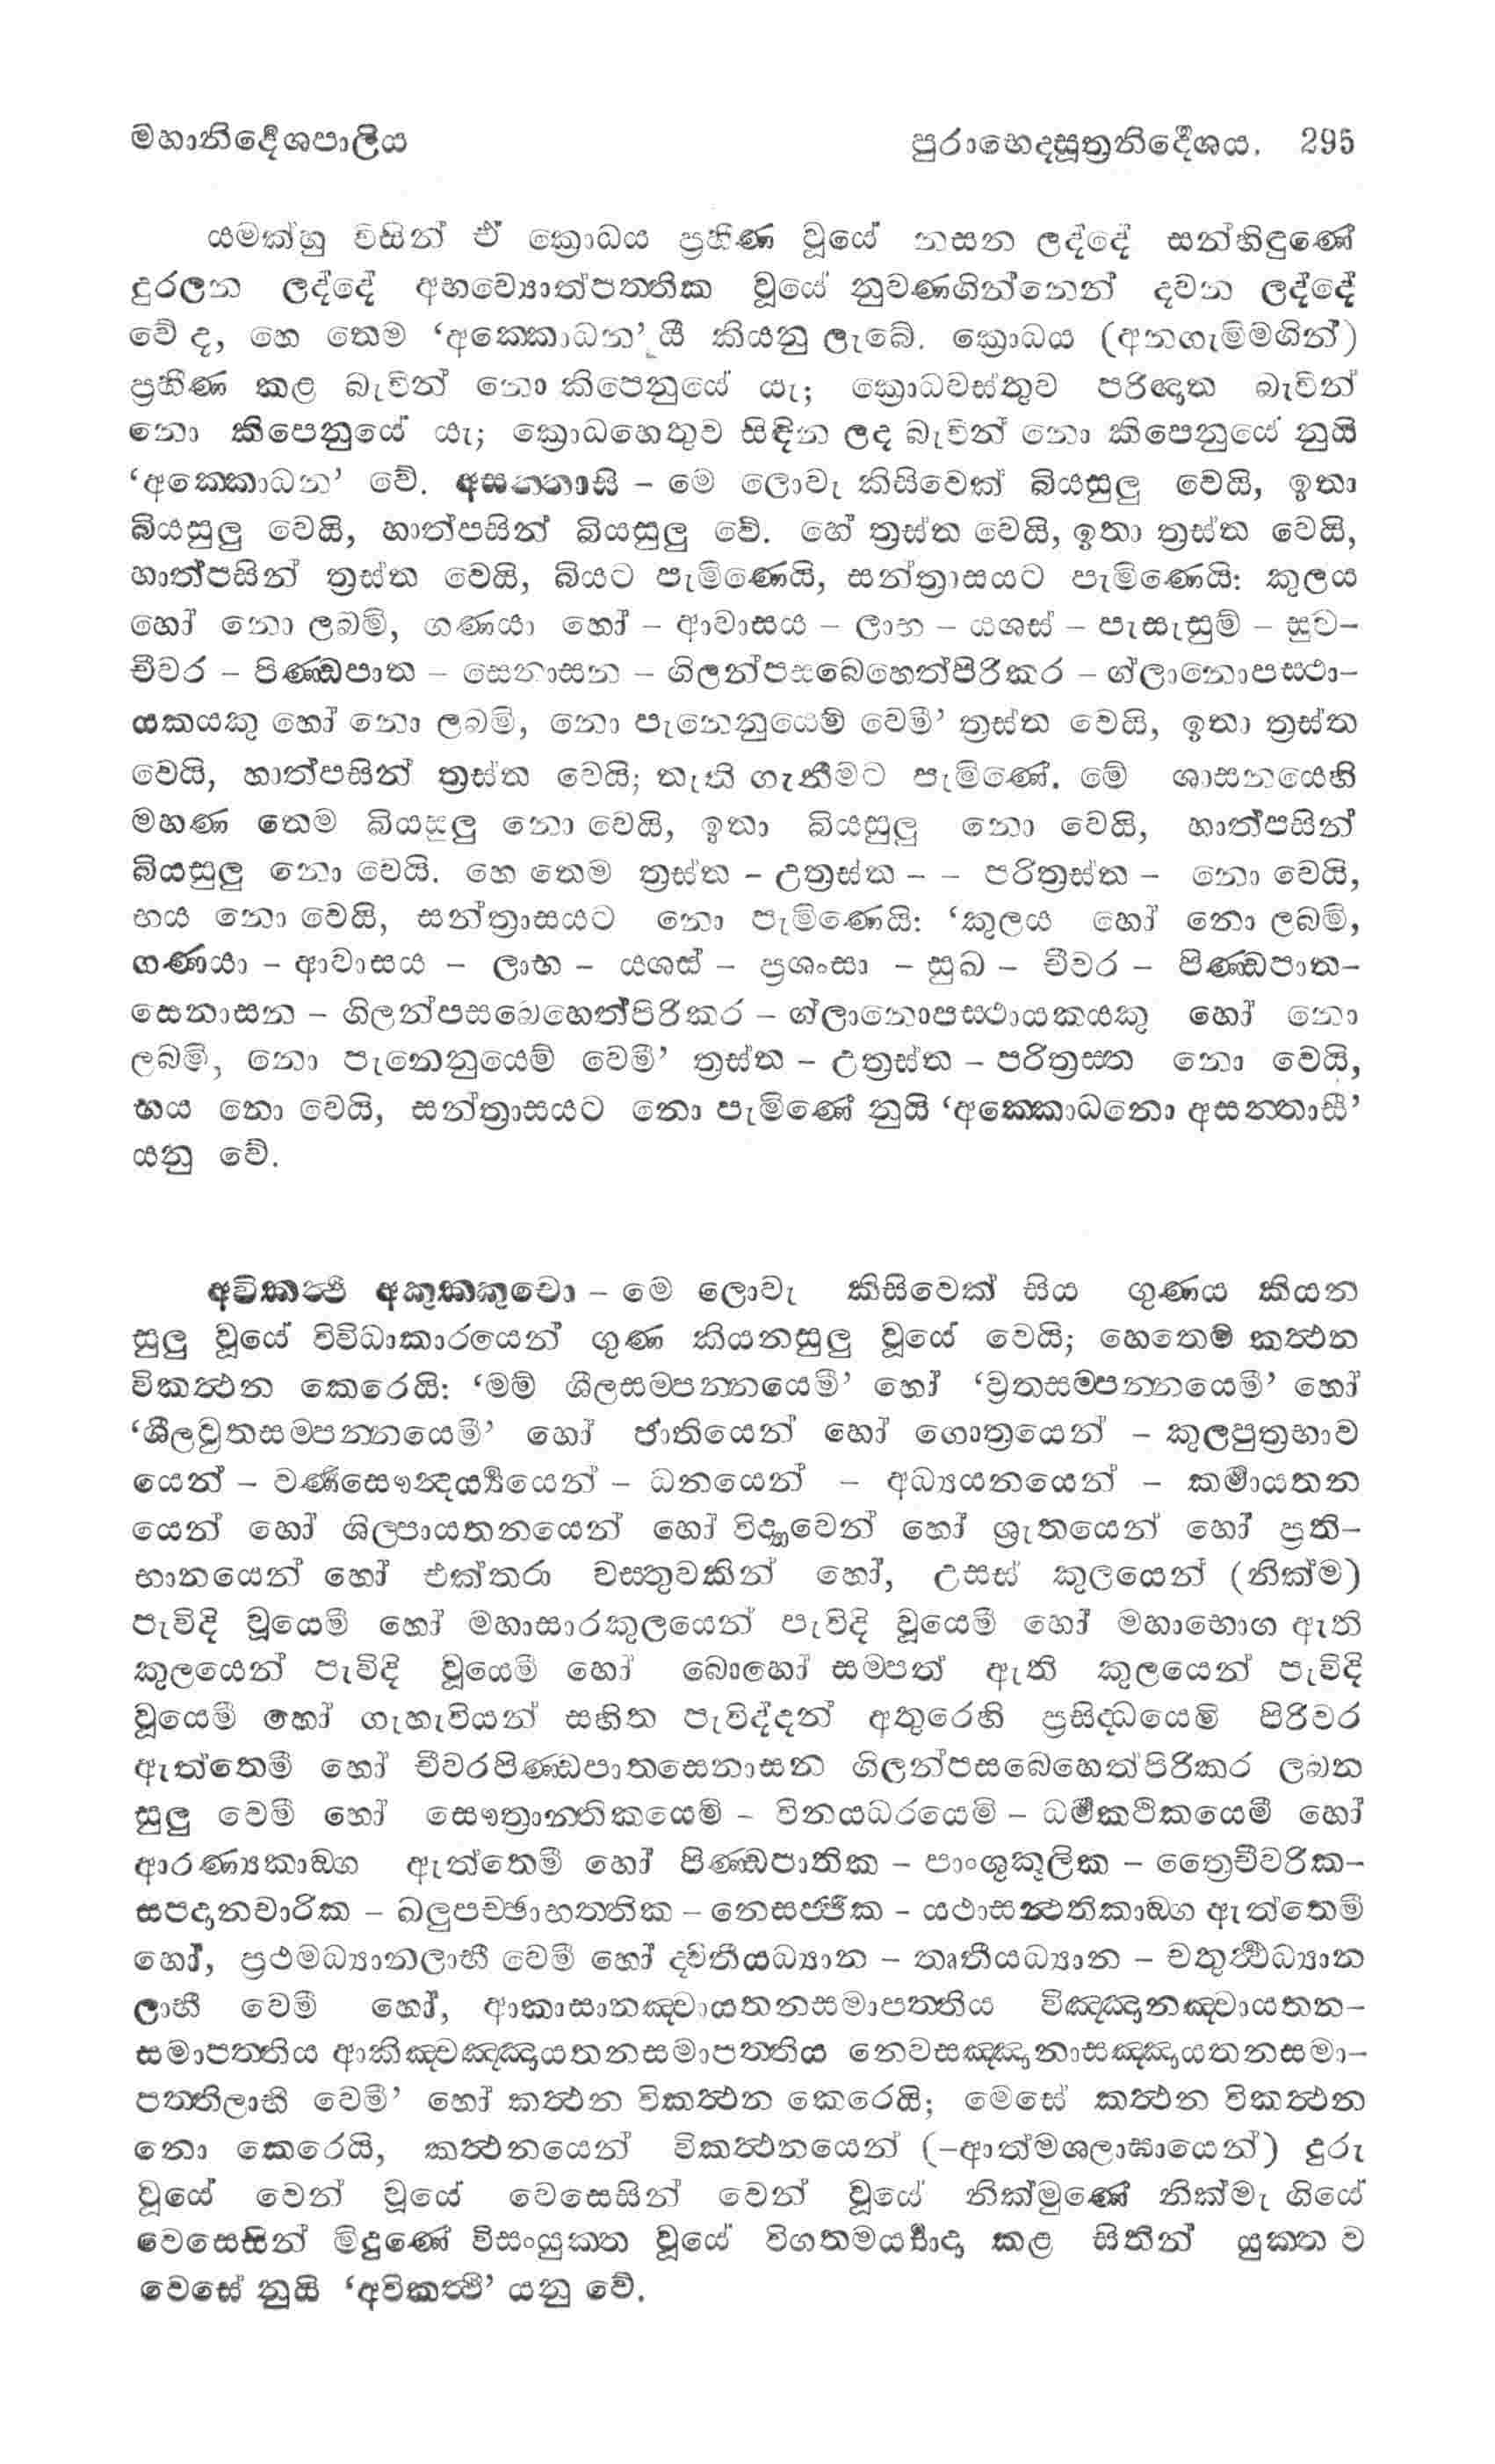 මහානිර්දේශපාලිය පුරාභෙදසූත්‍රනිර්දේශය. 295
යමක්හු විසින් ඒ ක්‍රොධය ප්‍රහීණ වූයේ නසන ලද්දේ සන්හිඳුණේ
දුරලන ලද්දේ අභව්‍යොත්පත්තික වූයේ නුවණගින්නෙන් දවන ලද්දේ
වේ ද, හෙ තෙම ‘අක්කොධන’ යී කියනු ලැබේ. ක්‍රොධය (අනගැමිමගින්)
ප්‍රහීණ කළ බැවින් නො කිපෙනුයේ යැ; ක්‍රොධවස්තුව පරිඥාත බැවින්
නො කිපෙනුයේ යැ; ක්‍රොධහෙතුව සිඳින ලද බැවින් නො කිපෙනුයේ නුයි
‘අක්කොධන’ වේ. අසන්තාසි – මෙ ලොවැ කිසිවෙක් බියසුලු වෙයි, ඉතා
බියසුලු වෙයි, හාත්පසින් බියසුලු වේ. හේ ත්‍රස්ත වෙයි, ඉතා ත්‍රස්ත වෙයි,
හාත්පසින් ත්‍රස්ත වෙයි, බියට පැමිණෙයි, සන්ත්‍රාසයට පැමිණෙයි: කුලය
හෝ නො ලබමි, ගණයා හෝ – ආවාසය – ලාභ – යශස් – පැසැසුම් – සුව–
චීවර – පිණ්ඩපාත – සෙනාසන – ගිලන්පසබෙහෙත්පිරිකර – ග්ලානොපස්ථා–
යකයකු හෝ නො ලබමි, නො පැනෙනුයෙම් වෙමී’ ත්‍රස්ත වෙයි, ඉතා ත්‍රස්ත
වෙයි, හාත්පසින් ත්‍රස්ත වෙයි; තැති ගැනීමට පැමිණේ. මේ ශාසනයෙහි
මහණ තෙම බියසුලු නො වෙයි, ඉතා බියසුලු නො වෙයි, හාත්පසින්
බියසුලු නො වෙයි. හෙ තෙම ත්‍රස්ත – උත්‍රස්ත – – පරිත්‍රස්ත – නො වෙයි,
භය නො වෙයි, සන්ත්‍රාසයට නො පැමිණෙයි: ‘කුලය හෝ නො ලබමි,
ගණයා – ආවාසය – ලාභ – යශස් – ප්‍රශංසා – සුඛ – චීවර – පිණ්ඩපාත–
සෙනාසන – ගිලන්පසබෙහෙත්පිරිකර – ග්ලානොපස්ථායකයකු හෝ නො
ලබමි, නො පැනෙනුයෙම් වෙමී’ ත්‍රස්ත – උත්‍රස්ත – පරිත්‍රස්ත නො වෙයි,
භය නො වෙයි, සන්ත්‍රාසයට නො පැමිණේ නුයි ‘අක්කොධනො අසන්තාසී’
යනු වේ.
අවිකත්ථී අකුක්කුචො – මෙ ලොවැ කිසිවෙක් සිය ගුණය කියන
සුලු වූයේ විවිධාකාරයෙන් ගුණ කියනසුලු වූයේ වෙයි; හෙතෙම් කත්ථන
විකත්ථන කෙරෙයි: ‘මම් ශීලසම්පන්නයෙමී’ හෝ ‘ව්‍රතසම්පන්නයෙමී’ හෝ
‘ශීලව්‍රතසම්පන්නයෙමී’ හෝ ජාතියෙන් හෝ ගොත්‍රයෙන් – කුලපුත්‍රභාව
යෙන් – වර්ණසෞන්දර්‍ය්‍යයෙන් – ධනයෙන් – අධ්‍යයනයෙන් – කර්මායතන
යෙන් හෝ ශිල්පායතනයෙන් හෝ විද්‍යාවෙන් හෝ ශ්‍රැතයෙන් හෝ ප්‍රති–
භානයෙන් හෝ එක්තරා වස්තුවකින් හෝ, උසස් කුලයෙන් (නික්ම)
පැවිදි වූයෙමී හෝ මහාසාරකුලයෙන් පැවිදි වූයෙමී හෝ මහාභොග ඇති
කුලයෙන් පැවිදි වූයෙමී හෝ බොහෝ සම්පත් ඇති කුලයෙන් පැවිදි
වූයෙමී හෝ ගැහැවියන් සහිත පැවිද්දන් අතුරෙහි ප්‍රසිද්ධයෙමි පිරිවර
ඇත්තෙමී හෝ චීවරපිණ්ඩපාතසෙනාසන ගිලන්පසබෙහෙත්පිරිකර ලබන
සුලු වෙමී හෝ සෞත්‍රාන්තිකයෙමි – විනයධරයෙමි – ධර්මකථිකයෙමී හෝ
ආරණ්‍යකාඞ්ග ඇත්තෙමී හෝ පිණ්ඩපාතික – පාංශුකූලික – ත්‍රෛචීවරික–
සපදානචාරික – ඛලුපච්ඡාභත්තික – නෙසජ්ජික – යථාසන්ථතිකාඞ්ග ඇත්තෙමී
හෝ, ප්‍රථමධ්‍යානලාභී වෙමී හෝ ද්විතීයධ්‍යාන – තෘතීයධ්‍යාන – චතුර්ථධ්‍යාන
ලාභී වෙමී හෝ, ආකාසානඤ්චායතනසමාපත්තිය විඤ්ඤානඤ්චායතන–
සමාපත්තිය ආකිඤ්චඤ්ඤායතනසමාපත්තිය නෙවසඤ්ඤානාසඤ්ඤායතනසමා–
පත්තිලාභී වෙමී’ හෝ කත්ථන විකත්ථන කෙරෙයි; මෙසේ කත්ථන විකත්ථන
නො කෙරෙයි, කත්ථනයෙන් විකත්ථනයෙන් (–ආත්මශ්ලාඝායෙන්) දුරු
වූයේ වෙන් වූයේ වෙසෙසින් වෙන් වූයේ නික්මුණේ නික්මැ ගියේ
වෙසෙසින් මිදුණේ විසංයුක්ත වූයේ විගතමර්‍ය්‍යාද කළ සිතින් යුක්ත ව
වෙසේ නුයි ‘අවිකත්ථී’ යනු වේ.